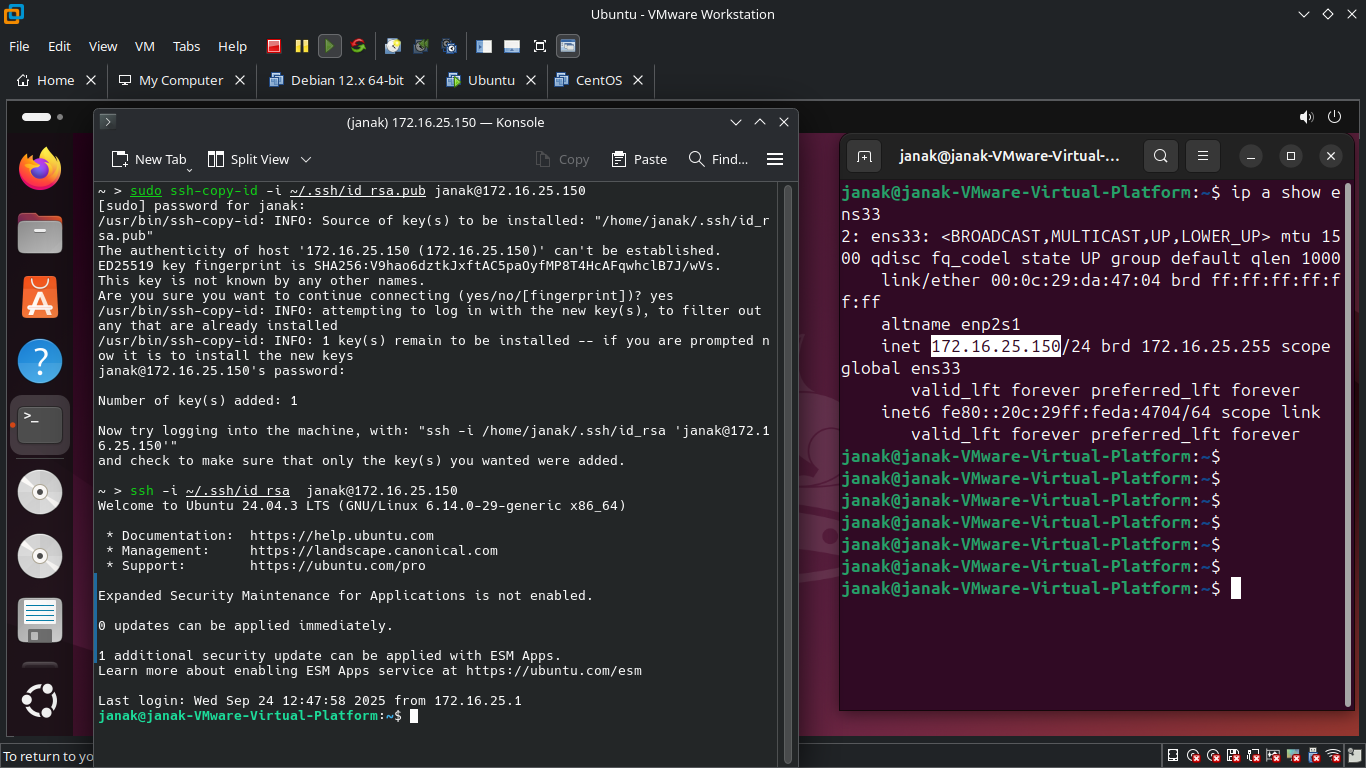 Ubuntu - VMware Workstation
File Edit View VM Tabs Help
Home My Computer Debian 12.x 64-bit Ubuntu CentOS
(janak) 172.16.25.150 — Konsole
New Tab Split View Copy Paste Find...
~ > sudo ssh-copy-id -i ~/.ssh/id_rsa.pub janak@172.16.25.150
[sudo] password for janak:
/usr/bin/ssh-copy-id: INFO: Source of key(s) to be installed: "/home/janak/.ssh/id_r
sa.pub"
The authenticity of host '172.16.25.150 (172.16.25.150)' can't be established.
ED25519 key fingerprint is SHA256:V9hao6dztkJxftAC5paOyfMP8T4HcAFqwhclB7J/wVs.
This key is not known by any other names.
Are you sure you want to continue connecting (yes/no/[fingerprint])? yes
/usr/bin/ssh-copy-id: INFO: attempting to log in with the new key(s), to filter out
any that are already installed
/usr/bin/ssh-copy-id: INFO: 1 key(s) remain to be installed -- if you are prompted n
ow it is to install the new keys
janak@172.16.25.150's password:
Number of key(s) added: 1
Now try logging into the machine, with: "ssh -i /home/janak/.ssh/id_rsa 'janak@172.1
6.25.150'"
and check to make sure that only the key(s) you wanted were added.
~ > ssh -i ~/.ssh/id_rsa janak@172.16.25.150
Welcome to Ubuntu 24.04.3 LTS (GNU/Linux 6.14.0-29-generic x86_64)
* Documentation: https://help.ubuntu.com
* Management: https://landscape.canonical.com
* Support: https://ubuntu.com/pro
Expanded Security Maintenance for Applications is not enabled.
0 updates can be applied immediately.
1 additional security update can be applied with ESM Apps.
Learn more about enabling ESM Apps service at https://ubuntu.com/esm
Last login: Wed Sep 24 12:47:58 2025 from 172.16.25.1
janak@janak-VMware-Virtual-Platform:~$
janak@janak-VMware-Virtual-...
janak@janak-VMware-Virtual-Platform:~$ ip a show e
ns33
2: ens33: <BROADCAST,MULTICAST,UP,LOWER_UP> mtu 15
00 qdisc fq_codel state UP group default qlen 1000
link/ether 00:0c:29:da:47:04 brd ff:ff:ff:ff:f
f:ff
altname enp2s1
inet 172.16.25.150/24 brd 172.16.25.255 scope
global ens33
valid_lft forever preferred_lft forever
inet6 fe80::20c:29ff:feda:4704/64 scope link
valid_lft forever preferred_lft forever
janak@janak-VMware-Virtual-Platform:~$
janak@janak-VMware-Virtual-Platform:~$
janak@janak-VMware-Virtual-Platform:~$
janak@janak-VMware-Virtual-Platform:~$
janak@janak-VMware-Virtual-Platform:~$
janak@janak-VMware-Virtual-Platform:~$
janak@janak-VMware-Virtual-Platform:~$
To return to yo